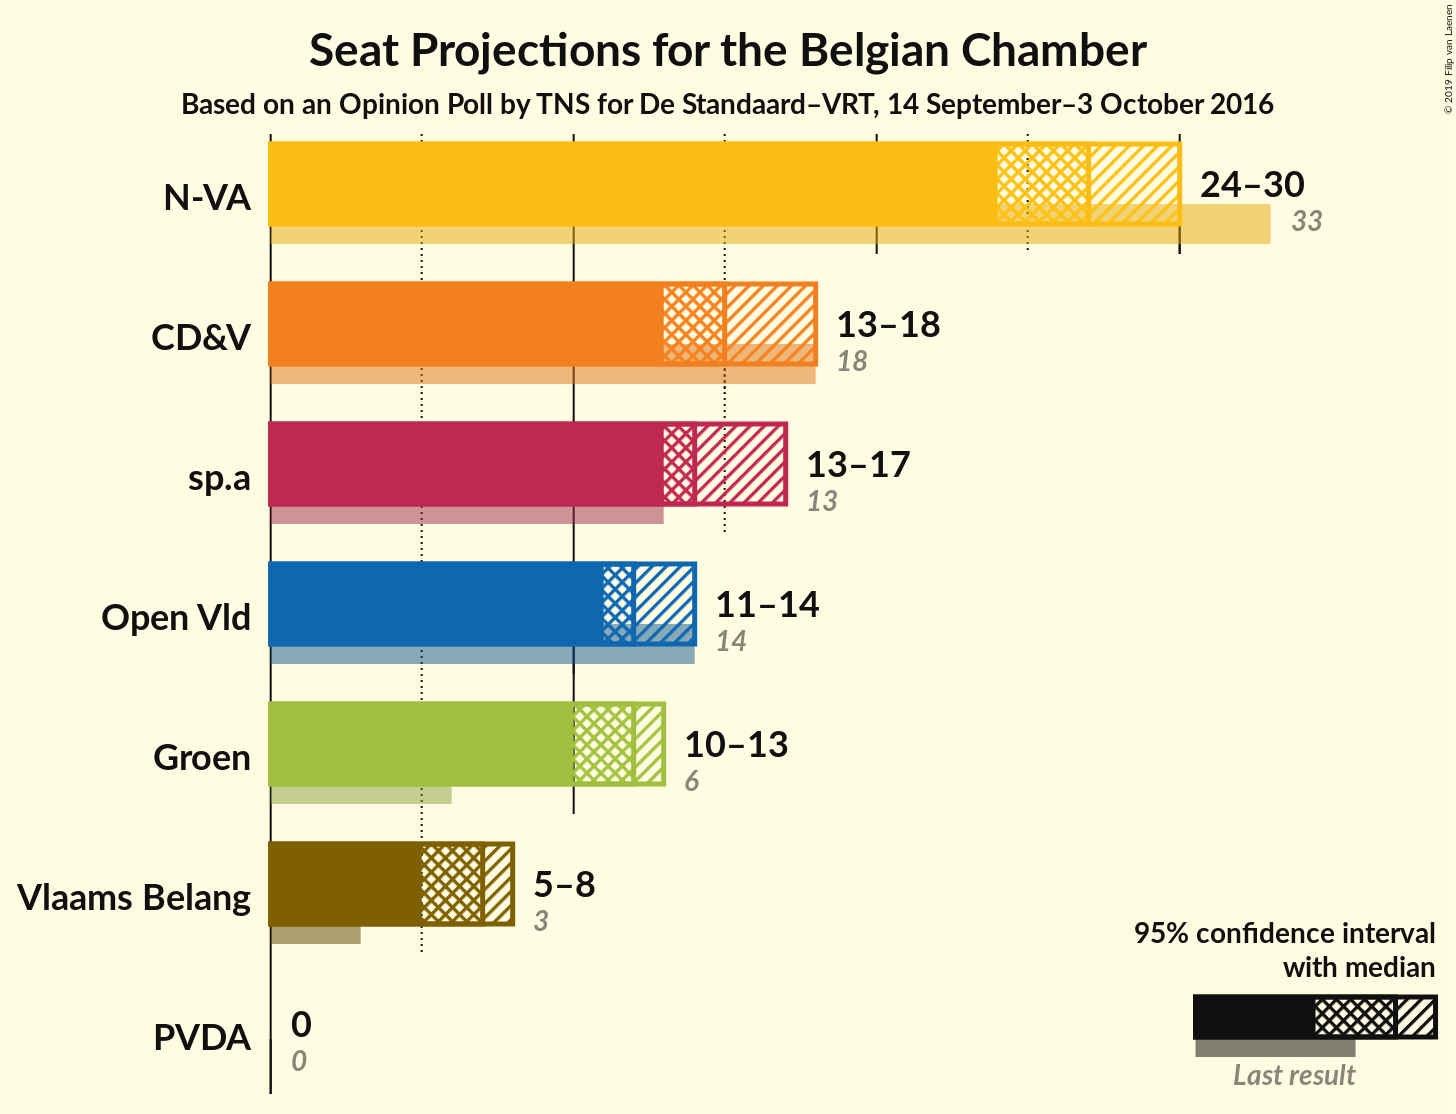 Seat Projections for the Belgian Chamber
Based on an Opinion Poll by TNS for De Standaard–VRT, 14 September–3 October 2016
© 2019 Filip van Laenen
N-VA
24–30
33
CD&V
13–18
18
sp.a
13–17
13
Open Vld
11–14
14
Groen
10–13
6
Vlaams Belang
5–8
3
PVDA
0
0
95% confidence interval
with median
Last result